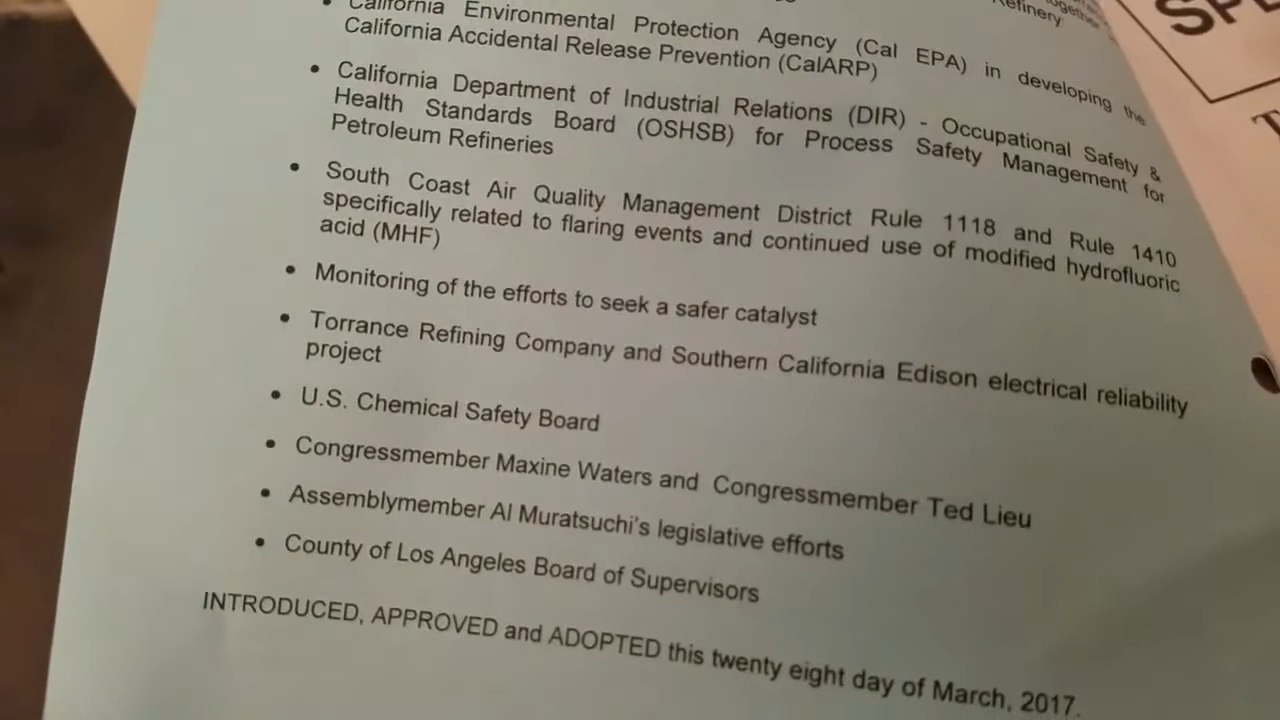 Refinery together
• California Environmental Protection Agency (Cal EPA) in developing the
California Accidental Release Prevention (CalARP)
• California Department of Industrial Relations (DIR) - Occupational Safety &
Health Standards Board (OSHSB) for Process Safety Management for
Petroleum Refineries
• South Coast Air Quality Management District Rule 1118 and Rule 1410
specifically related to flaring events and continued use of modified hydrofluoric
acid (MHF)
• Monitoring of the efforts to seek a safer catalyst
• Torrance Refining Company and Southern California Edison electrical reliability
project
• U.S. Chemical Safety Board
• Congressmember Maxine Waters and Congressmember Ted Lieu
• Assemblymember Al Muratsuchi's legislative efforts
• County of Los Angeles Board of Supervisors
INTRODUCED, APPROVED and ADOPTED this twenty eight day of March, 2017.